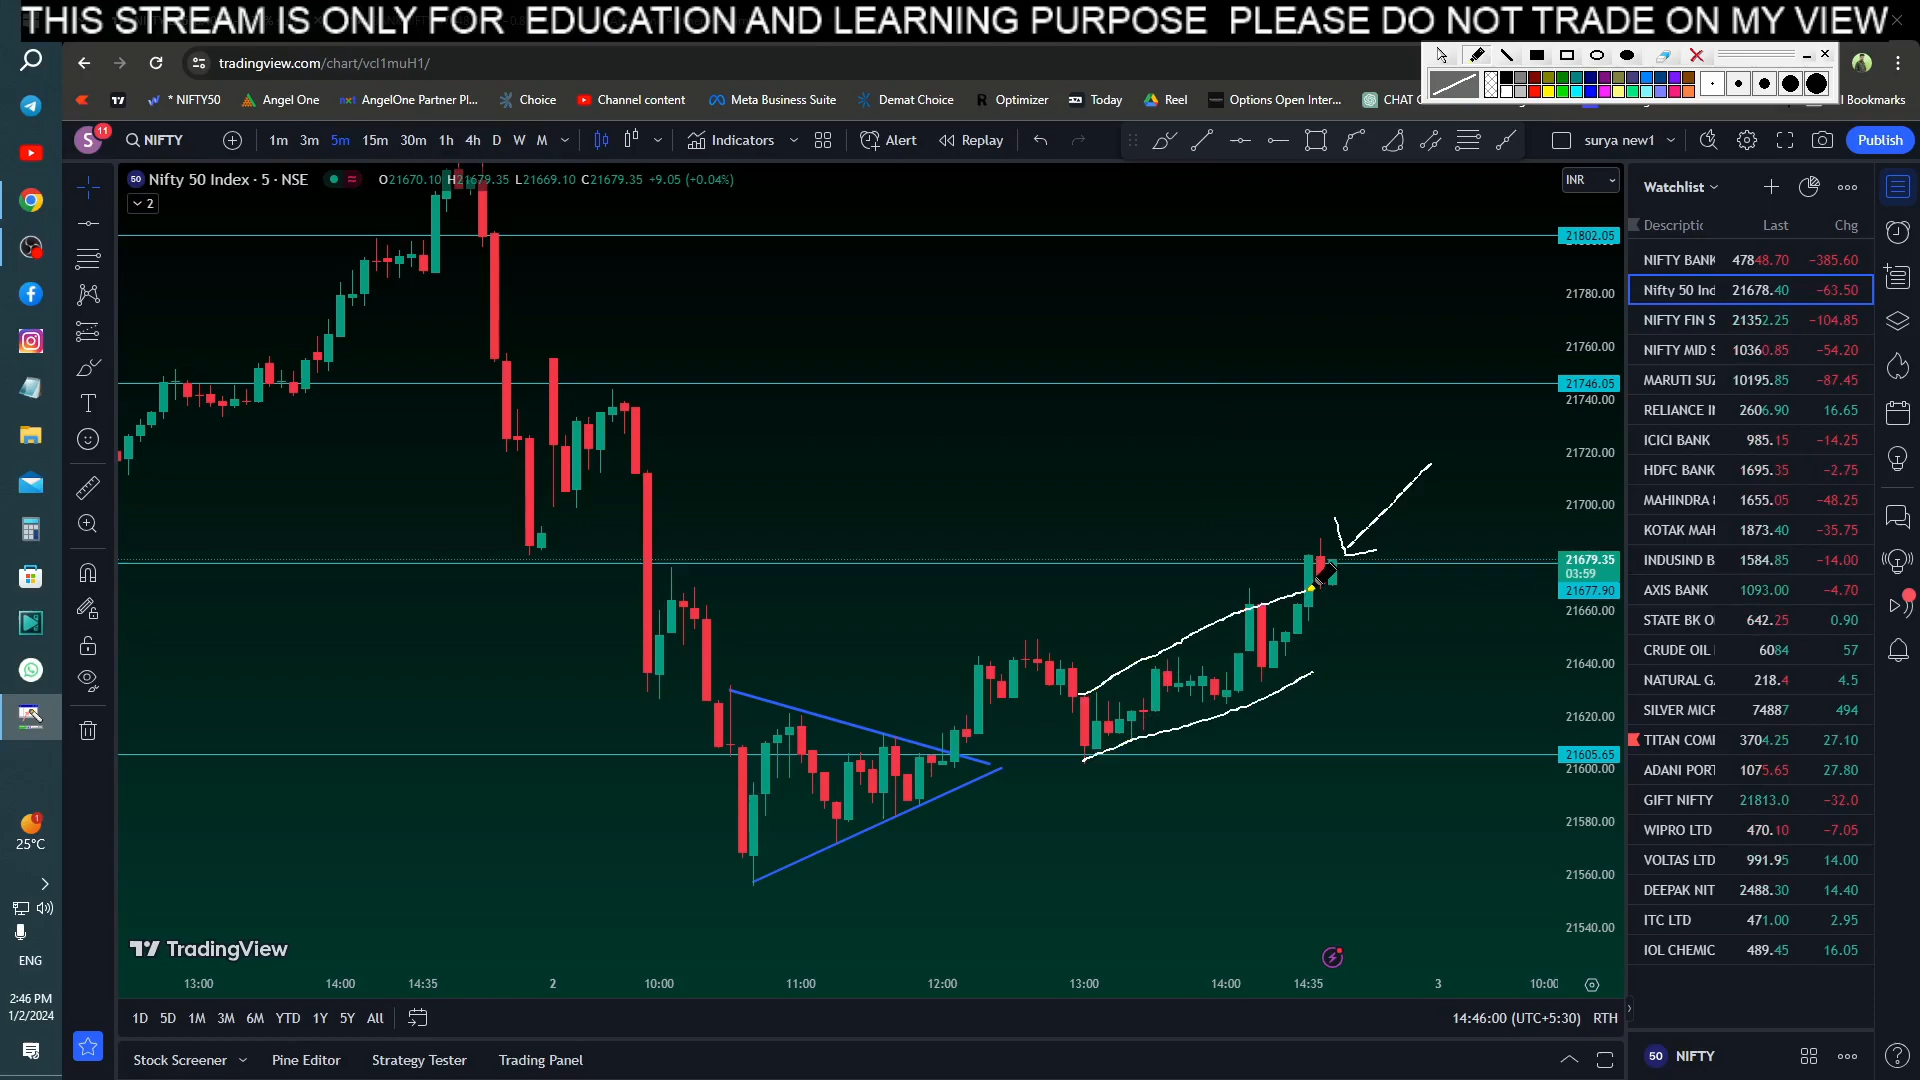 THIS STREAM IS ONLY FOR EDUCATION AND LEARNING PURPOSE PLEASE DO NOT TRADE ON MY VIEW
tradingview.com/chart/vcl1muH1/
* NIFTY50
Angel One
AngelOne Partner Pl...
Choice
Channel content
Meta Business Suite
Demat Choice
Optimizer
Today
Reel
Options Open Inter...
CHAT
ll Bookmarks
S 11
NIFTY
1m 3m 5m 15m 30m 1h 4h D W M
Indicators
Alert
Replay
surya new1
Publish
50 Nifty 50 Index · 5 · NSE
O21670.10 H21679.35 L21669.10 C21679.35 +9.05 (+0.04%)
2
INR
21802.05
21780.00
21760.00
21746.05
21740.00
21720.00
21700.00
21679.35
03:59
21677.90
21660.00
21640.00
21620.00
21605.65
21600.00
21580.00
21560.00
21540.00
TradingView
13:00 14:00 14:35 2 10:00 11:00 12:00 13:00 14:00 14:35 3 10:00
1D 5D 1M 3M 6M YTD 1Y 5Y All
14:46:00 (UTC+5:30) RTH
Stock Screener
Pine Editor
Strategy Tester
Trading Panel
Watchlist
Descriptic Last Chg
NIFTY BANK 47848.70 −385.60
Nifty 50 Ind 21678.40 −63.50
NIFTY FIN S 21352.25 −104.85
NIFTY MID S 10360.85 −54.20
MARUTI SUZ 10195.85 −87.45
RELIANCE II 2606.90 16.65
ICICI BANK 985.15 −14.25
HDFC BANK 1695.35 −2.75
MAHINDRA 1655.05 −48.25
KOTAK MAH 1873.40 −35.75
INDUSIND B 1584.85 −14.00
AXIS BANK 1093.00 −4.70
STATE BK O 642.25 0.90
CRUDE OIL 6084 57
NATURAL G. 218.4 4.5
SILVER MICR 74887 494
TITAN COMI 3704.25 27.10
ADANI PORT 1075.65 27.80
GIFT NIFTY 21813.0 −32.0
WIPRO LTD 470.10 −7.05
VOLTAS LTD 991.95 14.00
DEEPAK NIT 2488.30 14.40
ITC LTD 471.00 2.95
IOL CHEMIC 489.45 16.05
50 NIFTY
1
25°C
ENG
2:46 PM
1/2/2024